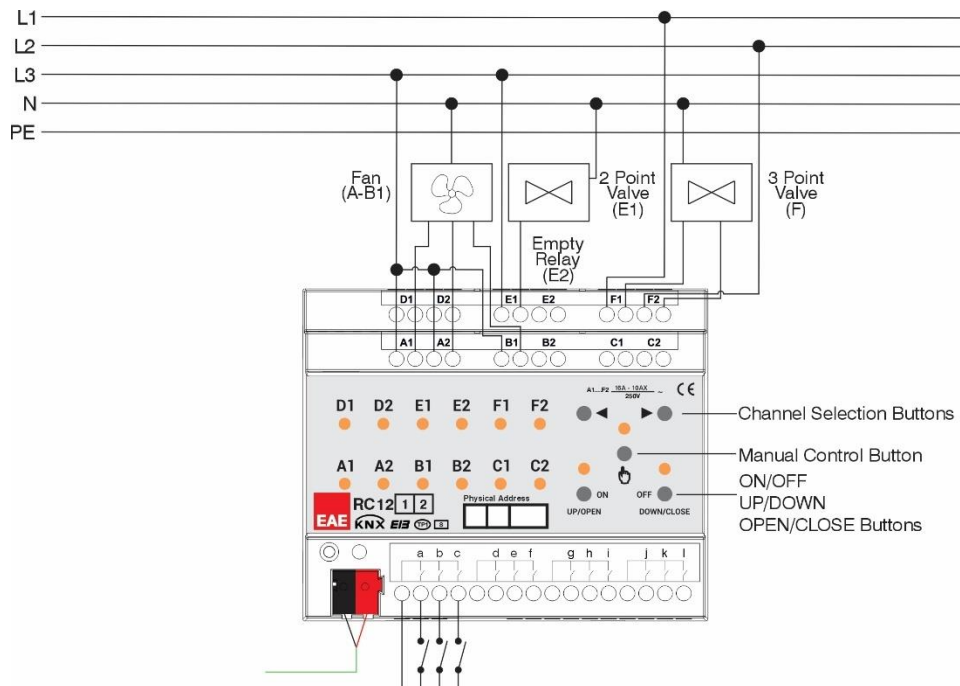 L1
L2
L3
N
PE
Fan
(A-B1)
2 Point
Valve
(E1)
3 Point
Valve
(F)
Empty
Relay
(E2)
D1 D2 E1 E2 F1 F2
A1 A2 B1 B2 C1 C2
A1...F2 16A - 10AX ~ CE
250V
D1 D2 E1 E2 F1 F2
Channel Selection Buttons
Manual Control Button
A1 A2 B1 B2 C1 C2
ON/OFF
UP/DOWN
OPEN/CLOSE Buttons
ON OFF
UP/OPEN DOWN/CLOSE
EAE RC12 1 2
KNX EIB TP1 S
Physical Address
a b c d e f g h i j k l